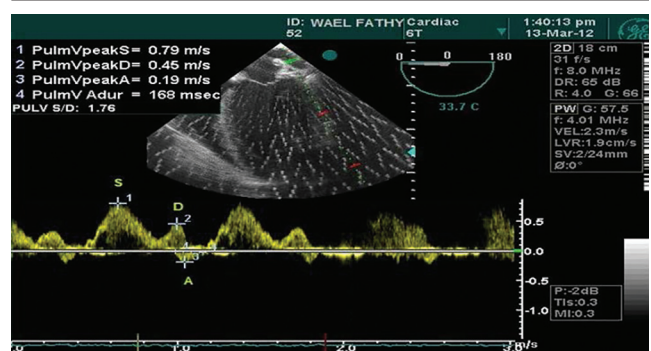 ID: WAEL FATHY
52
Cardiac
6T
1:40:13 pm
13-Mar-12
1 PulmVpeakS= 0.79 m/s
2 PulmVpeakD= 0.45 m/s
3 PulmVpeakA= 0.19 m/s
4 PulmV Adur = 168 msec
PULV S/D: 1.76
0 0 180
33.7 C
2D 18 cm
31 f/s
f: 8.0 MHz
DR: 65 dB
R: 4.0 G: 66
PW G: 57.5
f: 4.01 MHz
VEL:2.3m/s
LVR:1.9cm/s
SV:2/24mm
Ø:0°
S
1
D
2
A
0.5
0.0
-0.5
-1.0
P:-2dB
TIs:0.3
MI:0.3
0 1.0 2.0
m/s